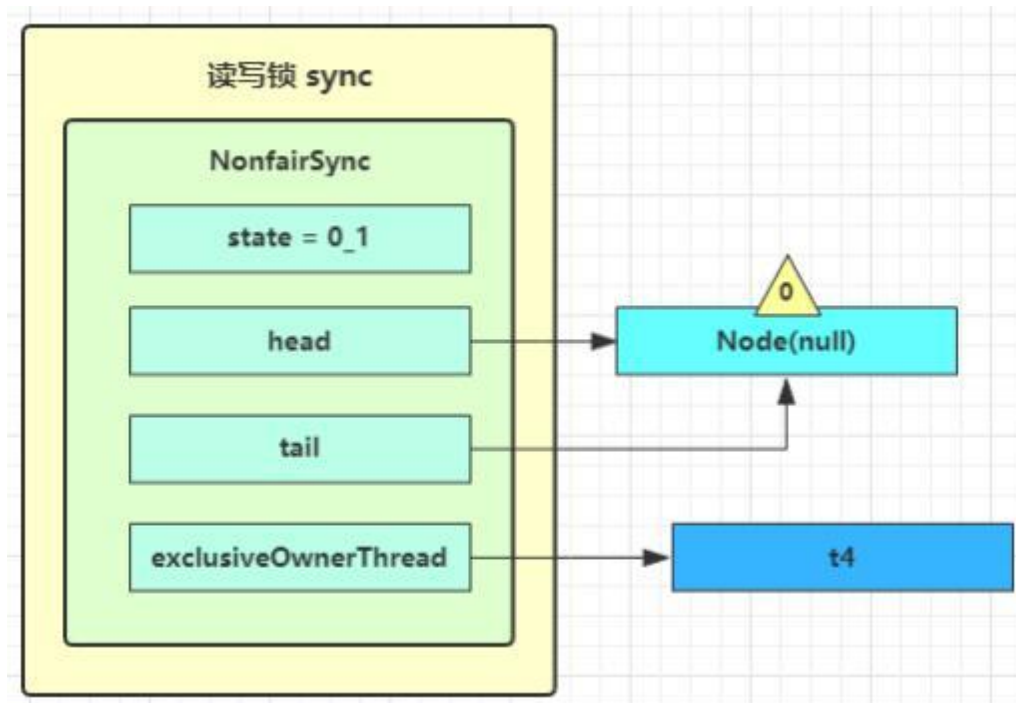 读写锁 sync
NonfairSync
state = 0_1
head
0
Node(null)
tail
exclusiveOwnerThread
t4